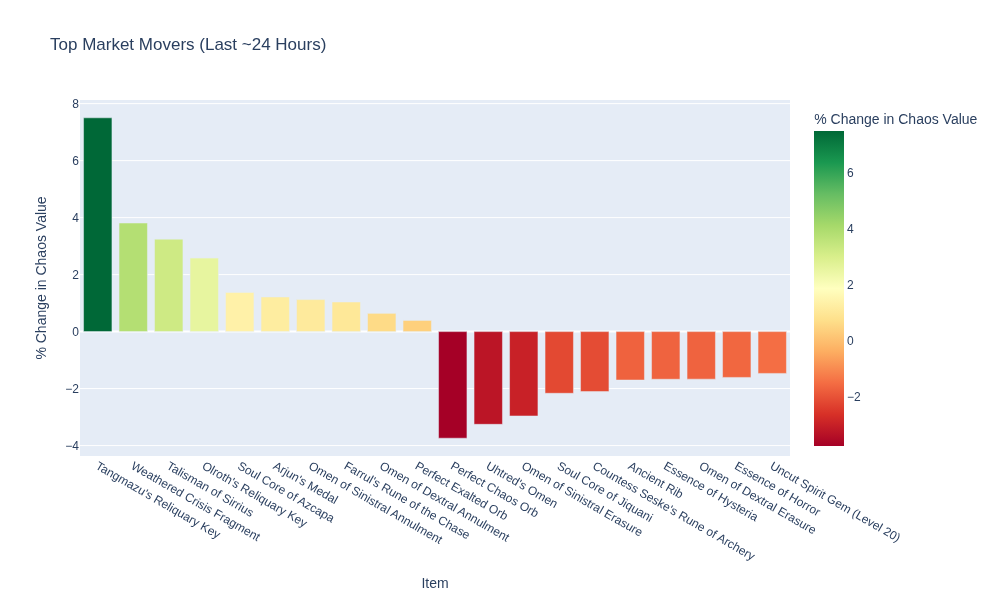 Top Market Movers (Last ~24 Hours)
% Change in Chaos Value
8
6
4
2
0
−2
−4
% Change in Chaos Value
6
4
2
0
−2
Tangmazu's Reliquary Key
Weathered Crisis Fragment
Talisman of Sirrius
Olroth's Reliquary Key
Soul Core of Azcapa
Arjun's Medal
Omen of Sinistral Annulment
Farrul's Rune of the Chase
Omen of Dextral Annulment
Perfect Exalted Orb
Perfect Chaos Orb
Uhtred's Omen
Omen of Sinistral Erasure
Soul Core of Jiquani
Countess Seske's Rune of Archery
Ancient Rib
Essence of Hysteria
Omen of Dextral Erasure
Essence of Horror
Uncut Spirit Gem (Level 20)
Item